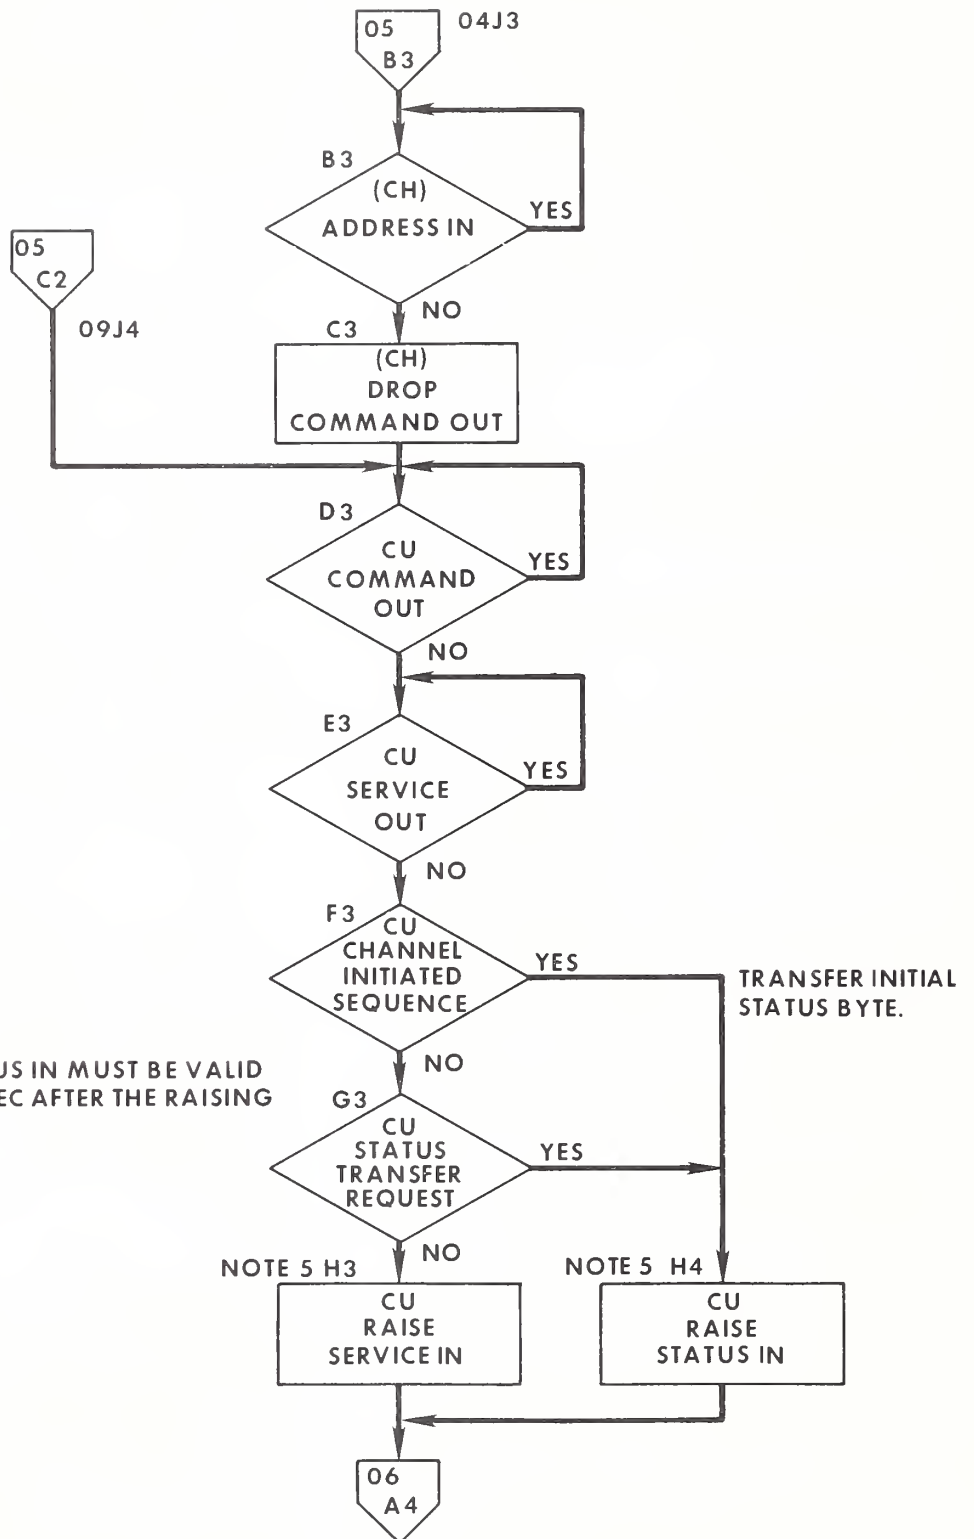 05
B3
04J3
B3
(CH)
ADDRESS IN
YES
NO
05
C2
09J4
C3
(CH)
DROP
COMMAND OUT
D3
CU
COMMAND
OUT
YES
NO
E3
CU
SERVICE
OUT
YES
NO
F3
CU
CHANNEL
INITIATED
SEQUENCE
YES
TRANSFER INITIAL
STATUS BYTE.
NO
US IN MUST BE VALID
EC AFTER THE RAISING
G3
CU
STATUS
TRANSFER
REQUEST
YES
NO
NOTE 5 H3
CU
RAISE
SERVICE IN
NOTE 5 H4
CU
RAISE
STATUS IN
06
A4